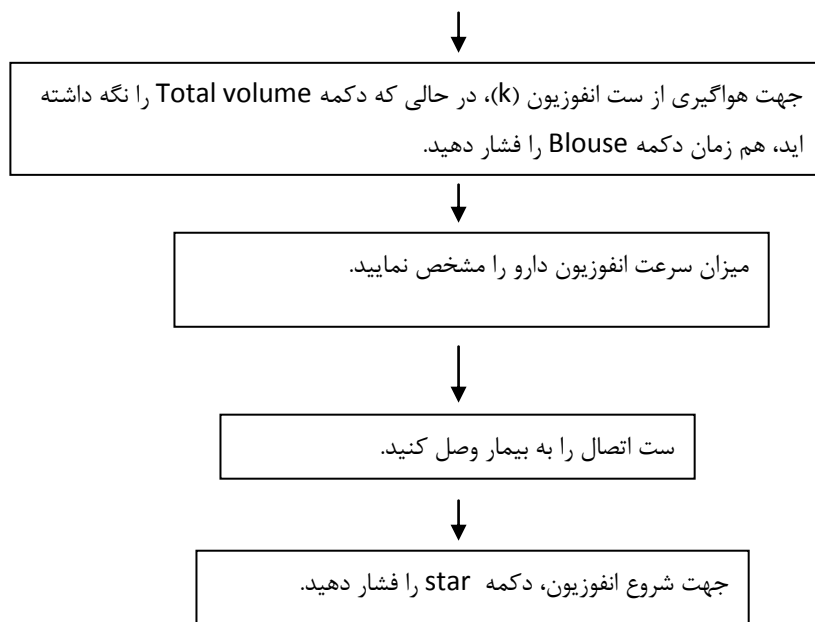 جهت هواگیری از ست انفوزیون (k)، در حالی که دکمه Total volume را نگه داشته
اید، هم زمان دکمه Blouse را فشار دهید.
میزان سرعت انفوزیون دارو را مشخص نمایید.
ست اتصال را به بیمار وصل کنید.
جهت شروع انفوزیون، دکمه star را فشار دهید.